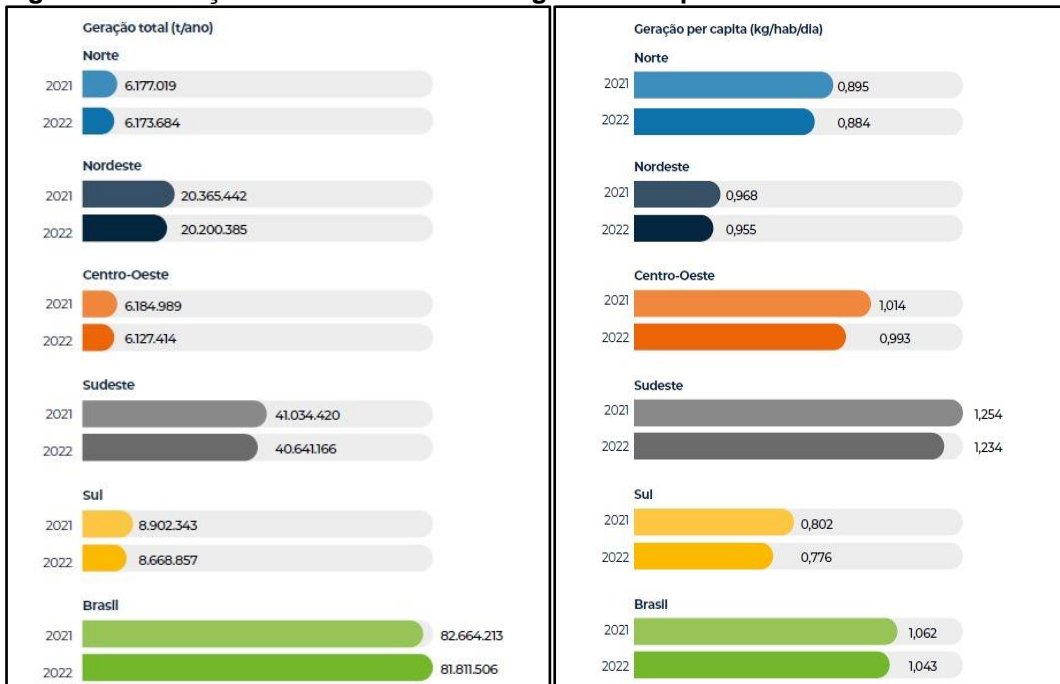 Geração total (t/ano)
Norte
2021 6.177.019
2022 6.173.684
Nordeste
2021 20.365.442
2022 20.200.385
Centro-Oeste
2021 6.184.989
2022 6.127.414
Sudeste
2021 41.034.420
2022 40.641.166
Sul
2021 8.902.343
2022 8.668.857
Brasil
2021 82.664.213
2022 81.811.506
Geração per capita (kg/hab/dia)
Norte
2021 0,895
2022 0,884
Nordeste
2021 0,968
2022 0,955
Centro-Oeste
2021 1,014
2022 0,993
Sudeste
2021 1,254
2022 1,234
Sul
2021 0,802
2022 0,776
Brasil
2021 1,062
2022 1,043